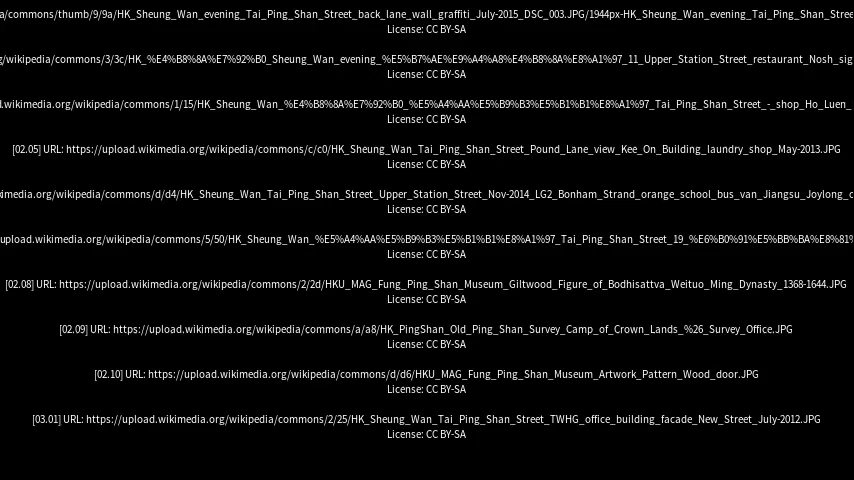 a/commons/thumb/9/9a/HK_Sheung_Wan_evening_Tai_Ping_Shan_Street_back_lane_wall_graffiti_July-2015_DSC_003.JPG/1944px-HK_Sheung_Wan_evening_Tai_Ping_Shan_Stree
License: CC BY-SA
g/wikipedia/commons/3/3c/HK_%E4%B8%8A%E7%92%B0_Sheung_Wan_evening_%E5%B7%AE%E9%A4%A8%E4%B8%8A%E8%A1%97_11_Upper_Station_Street_restaurant_Nosh_sig
License: CC BY-SA
d.wikimedia.org/wikipedia/commons/1/15/HK_Sheung_Wan_%E4%B8%8A%E7%92%B0_%E5%A4%AA%E5%B9%B3%E5%B1%B1%E8%A1%97_Tai_Ping_Shan_Street_-_shop_Ho_Luen_
License: CC BY-SA
[02.05] URL: https://upload.wikimedia.org/wikipedia/commons/c/c0/HK_Sheung_Wan_Tai_Ping_Shan_Street_Pound_Lane_view_Kee_On_Building_laundry_shop_May-2013.JPG
License: CC BY-SA
kimedia.org/wikipedia/commons/d/d4/HK_Sheung_Wan_Tai_Ping_Shan_Street_Upper_Station_Street_Nov-2014_LG2_Bonham_Strand_orange_school_bus_van_Jiangsu_Joylong_c
License: CC BY-SA
upload.wikimedia.org/wikipedia/commons/5/50/HK_Sheung_Wan_%E5%A4%AA%E5%B9%B3%E5%B1%B1%E8%A1%97_Tai_Ping_Shan_Street_19_%E6%B0%91%E5%BB%BA%E8%81%
License: CC BY-SA
[02.08] URL: https://upload.wikimedia.org/wikipedia/commons/2/2d/HKU_MAG_Fung_Ping_Shan_Museum_Giltwood_Figure_of_Bodhisattva_Weituo_Ming_Dynasty_1368-1644.JPG
License: CC BY-SA
[02.09] URL: https://upload.wikimedia.org/wikipedia/commons/a/a8/HK_PingShan_Old_Ping_Shan_Survey_Camp_of_Crown_Lands_%26_Survey_Office.JPG
License: CC BY-SA
[02.10] URL: https://upload.wikimedia.org/wikipedia/commons/d/d6/HKU_MAG_Fung_Ping_Shan_Museum_Artwork_Pattern_Wood_door.JPG
License: CC BY-SA
[03.01] URL: https://upload.wikimedia.org/wikipedia/commons/2/25/HK_Sheung_Wan_Tai_Ping_Shan_Street_TWHG_office_building_facade_New_Street_July-2012.JPG
License: CC BY-SA